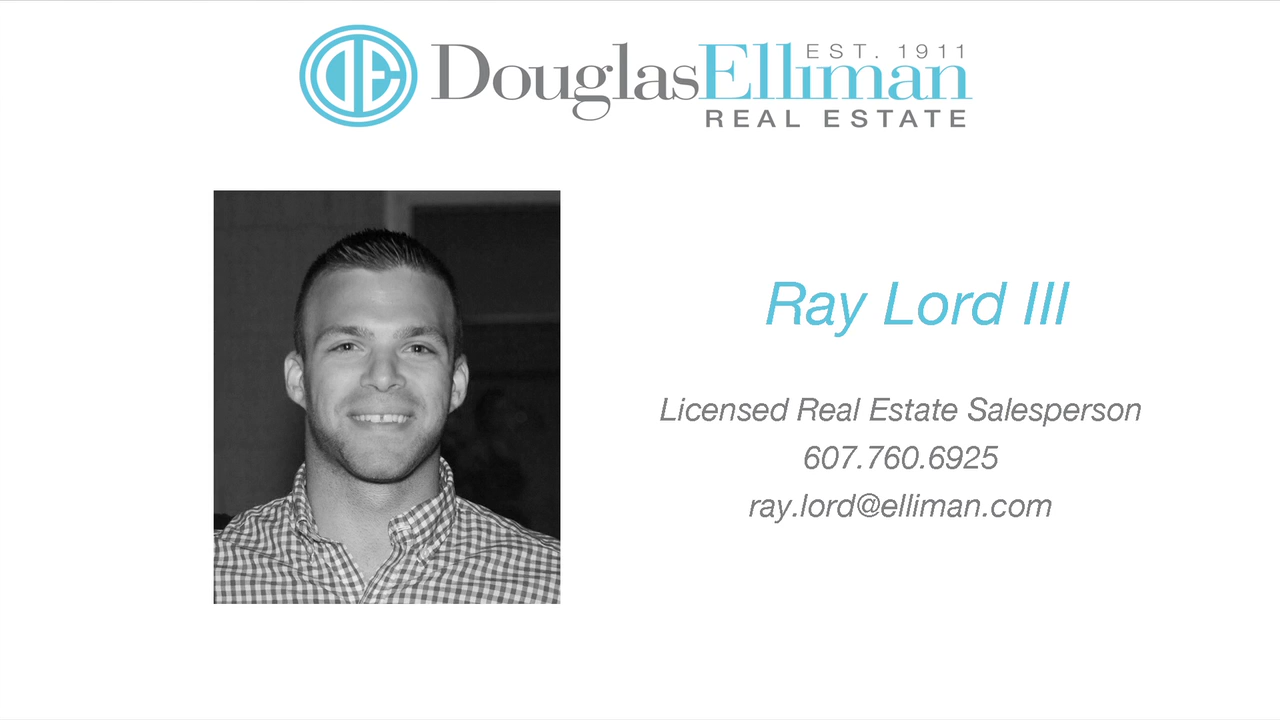 EST. 1911
DouglasElliman
REAL ESTATE
Ray Lord III
Licensed Real Estate Salesperson
607.760.6925
ray.lord@elliman.com